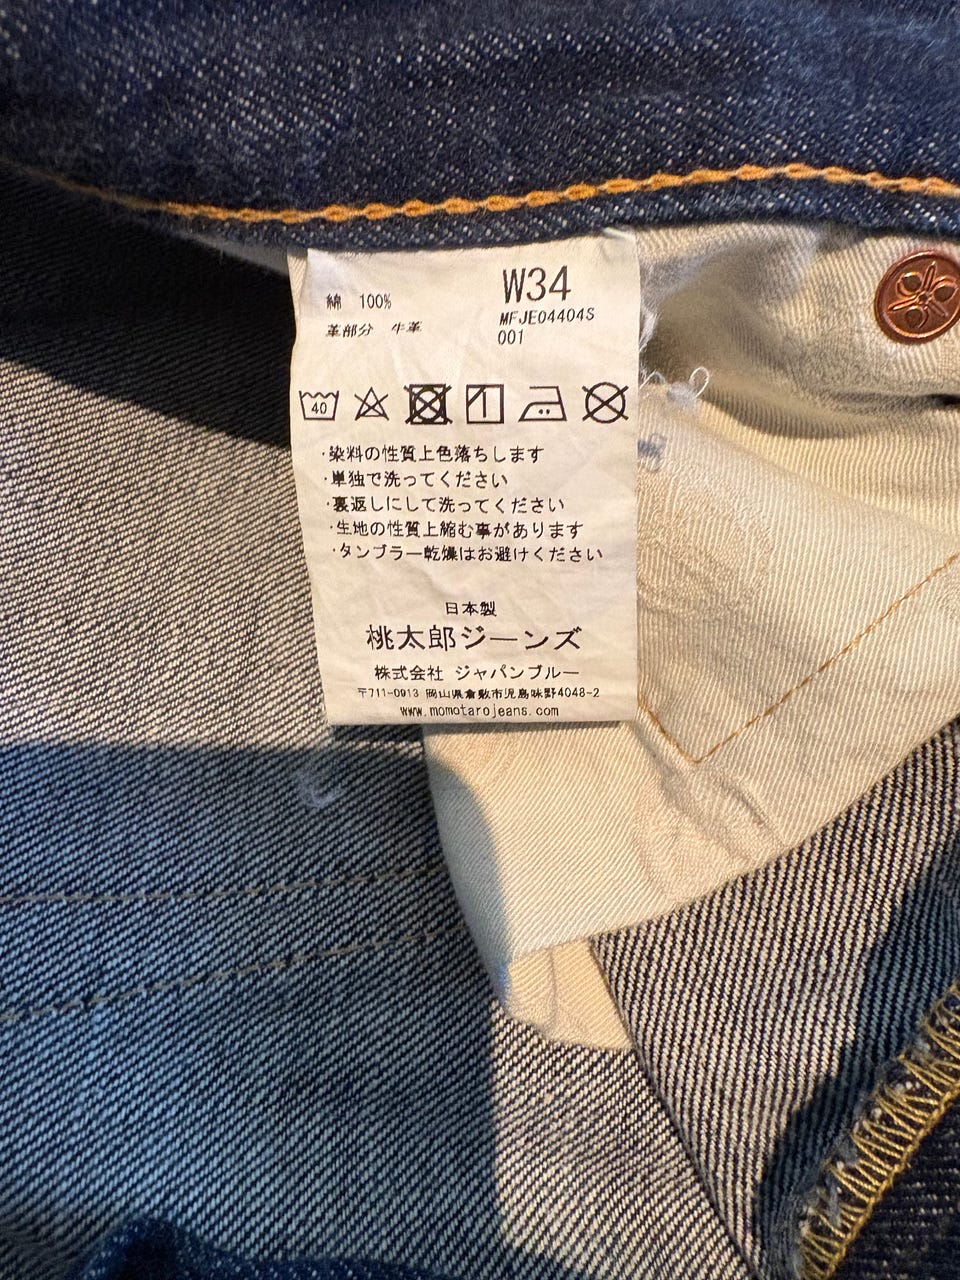 綿 100%
革部分 牛革
W34
MFJE04404S
001
40
・染料の性質上色落ちします
・単独で洗ってください
・裏返しにして洗ってください
・生地の性質上縮む事があります
・タンブラー乾燥はお避けください
日本製
桃太郎ジーンズ
株式会社 ジャパンブルー
〒711-0913 岡山県倉敷市児島味野4048-2
www.momotarojeans.com